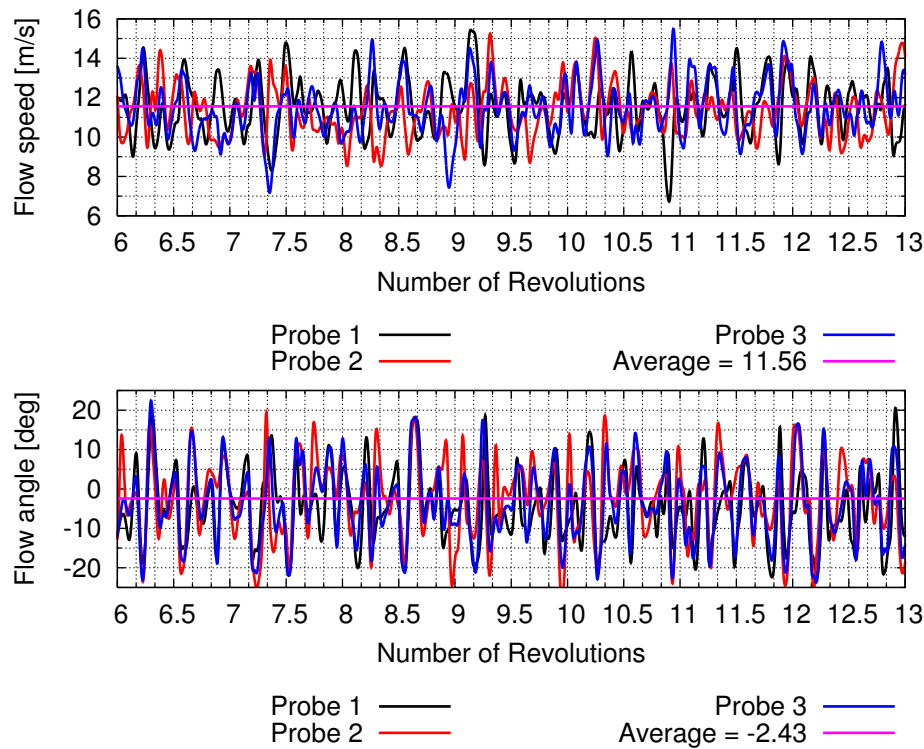 Flow speed [m/s]
16
14
12
10
8
6
6 6.5 7 7.5 8 8.5 9 9.5 10 10.5 11 11.5 12 12.5 13
Number of Revolutions
Probe 1 Probe 3
Probe 2 Average = 11.56
Flow angle [deg]
20
10
0
-10
-20
6 6.5 7 7.5 8 8.5 9 9.5 10 10.5 11 11.5 12 12.5 13
Number of Revolutions
Probe 1 Probe 3
Probe 2 Average = -2.43